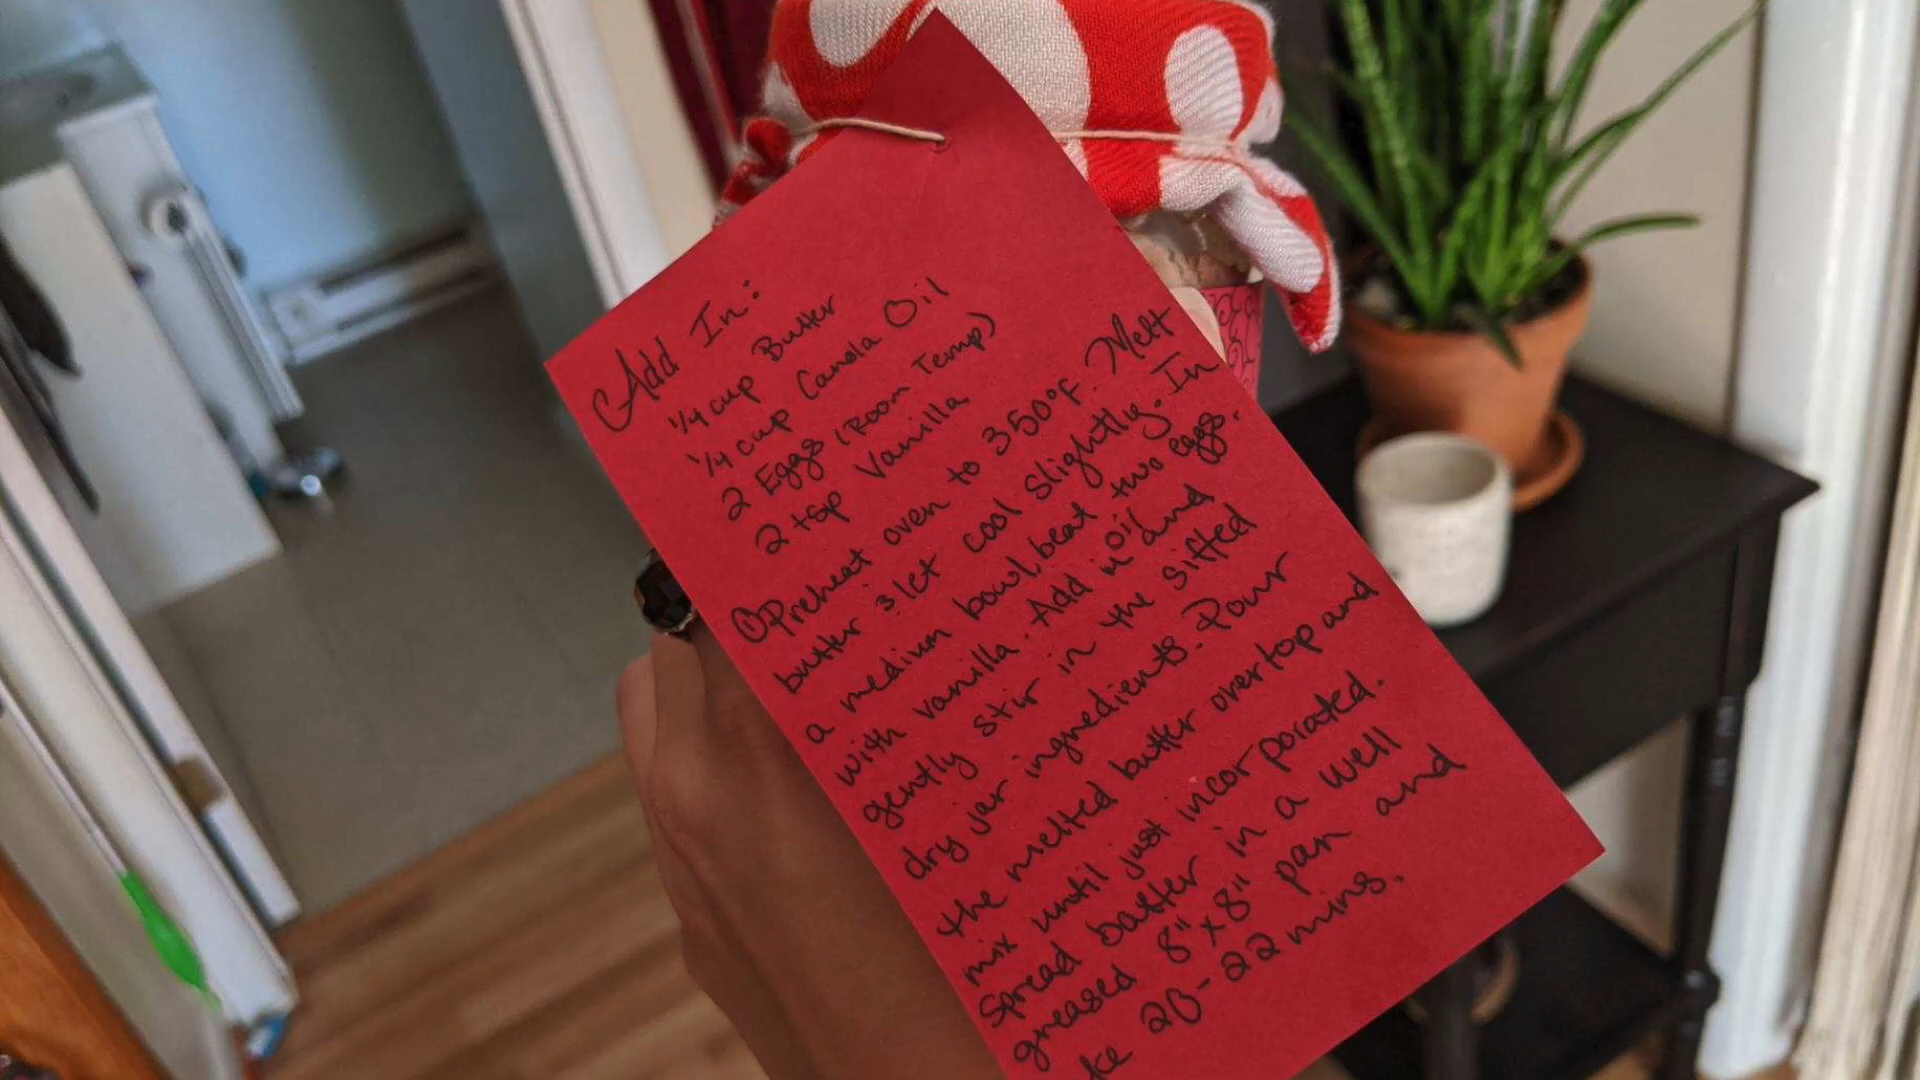 Add In:
1/4 cup Butter
1/4 cup Canola Oil
2 Eggs (Room Temp)
2 tsp Vanilla
① Preheat oven to 350°F. Melt
butter & let cool slightly. In
a medium bowl, beat two eggs.
with vanilla. Add in oil and
gently stir in the sifted
dry jar ingredients. Pour
the melted butter over top and
mix until just incorporated.
Spread batter in a well
greased 8"x8" pan and
ke 20-22 mins.